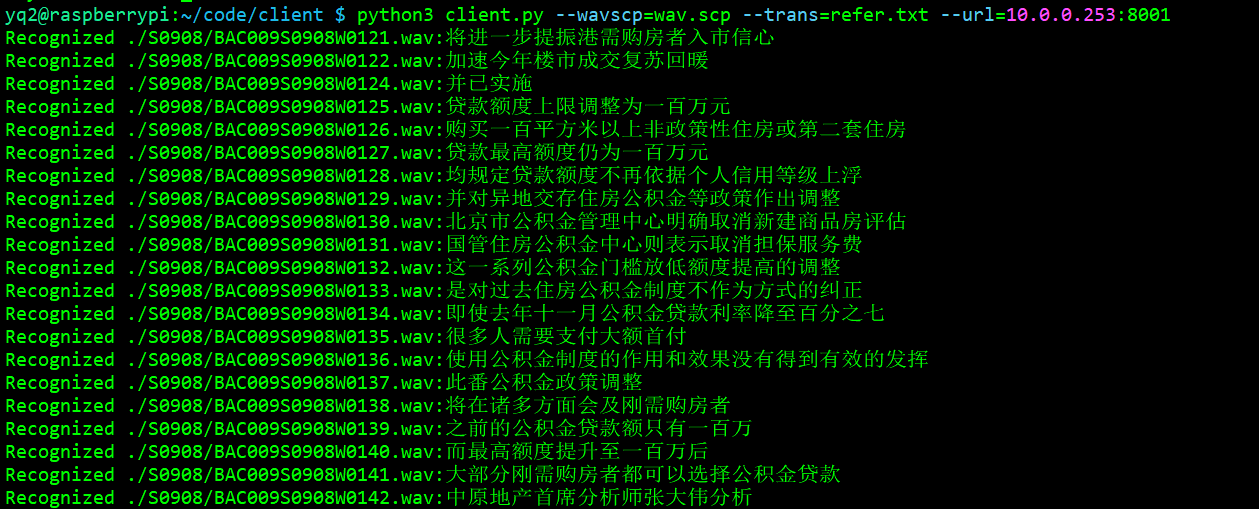 yq2@raspberrypi:~/code/client $ python3 client.py --wavscp=wav.scp --trans=refer.txt --url=10.0.0.253:8001
Recognized ./S0908/BAC009S0908W0121.wav:将进一步提振港需购房者入市信心
Recognized ./S0908/BAC009S0908W0122.wav:加速今年楼市成交复苏回暖
Recognized ./S0908/BAC009S0908W0124.wav:并已实施
Recognized ./S0908/BAC009S0908W0125.wav:贷款额度上限调整为一百万元
Recognized ./S0908/BAC009S0908W0126.wav:购买一百平方米以上非政策性住房或第二套住房
Recognized ./S0908/BAC009S0908W0127.wav:贷款最高额度仍为一百万元
Recognized ./S0908/BAC009S0908W0128.wav:均规定贷款额度不再依据个人信用等级上浮
Recognized ./S0908/BAC009S0908W0129.wav:并对异地交存住房公积金等政策作出调整
Recognized ./S0908/BAC009S0908W0130.wav:北京市公积金管理中心明确取消新建商品房评估
Recognized ./S0908/BAC009S0908W0131.wav:国管住房公积金中心则表示取消担保服务费
Recognized ./S0908/BAC009S0908W0132.wav:这一系列公积金门槛放低额度提高的调整
Recognized ./S0908/BAC009S0908W0133.wav:是对过去住房公积金制度不作为方式的纠正
Recognized ./S0908/BAC009S0908W0134.wav:即使去年十一月公积金贷款利率降至百分之七
Recognized ./S0908/BAC009S0908W0135.wav:很多人需要支付大额首付
Recognized ./S0908/BAC009S0908W0136.wav:使用公积金制度的作用和效果没有得到有效的发挥
Recognized ./S0908/BAC009S0908W0137.wav:此番公积金政策调整
Recognized ./S0908/BAC009S0908W0138.wav:将在诸多方面会及刚需购房者
Recognized ./S0908/BAC009S0908W0139.wav:之前的公积金贷款额只有一百万
Recognized ./S0908/BAC009S0908W0140.wav:而最高额度提升至一百万后
Recognized ./S0908/BAC009S0908W0141.wav:大部分刚需购房者都可以选择公积金贷款
Recognized ./S0908/BAC009S0908W0142.wav:中原地产首席分析师张大伟分析